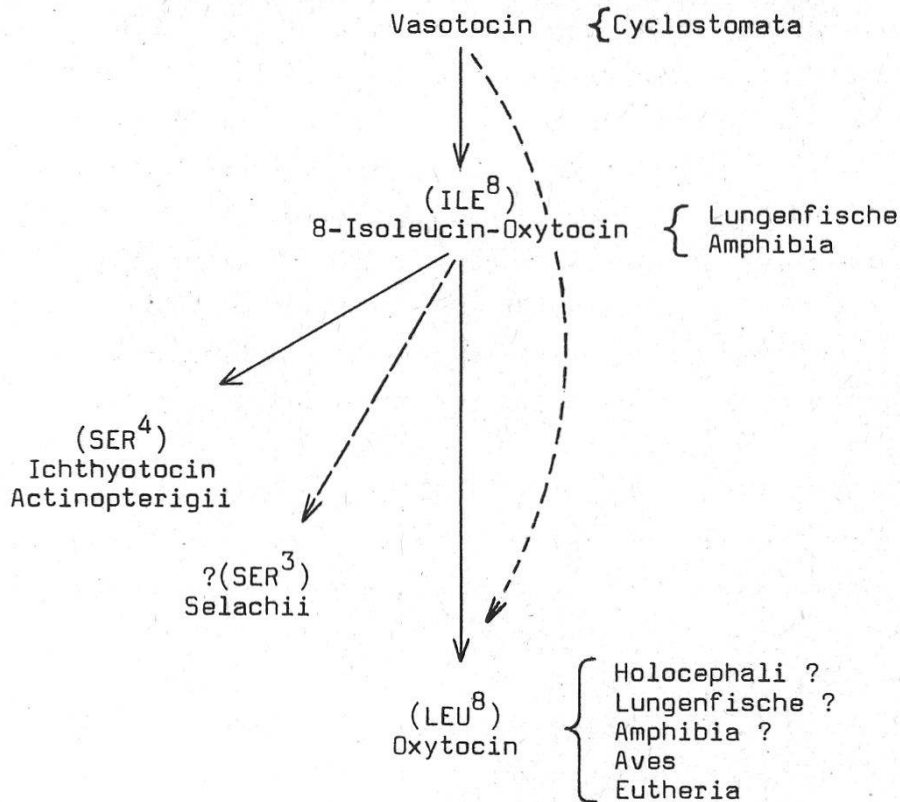 Vasotocin {Cyclostomata
(ILE⁸)
8-Isoleucin-Oxytocin { Lungenfische
Amphibia
(SER⁴)
Ichthyotocin
Actinopterigii
?(SER³)
Selachii
(LEU⁸)
Oxytocin
Holocephali ?
Lungenfische ?
Amphibia ?
Aves
Eutheria